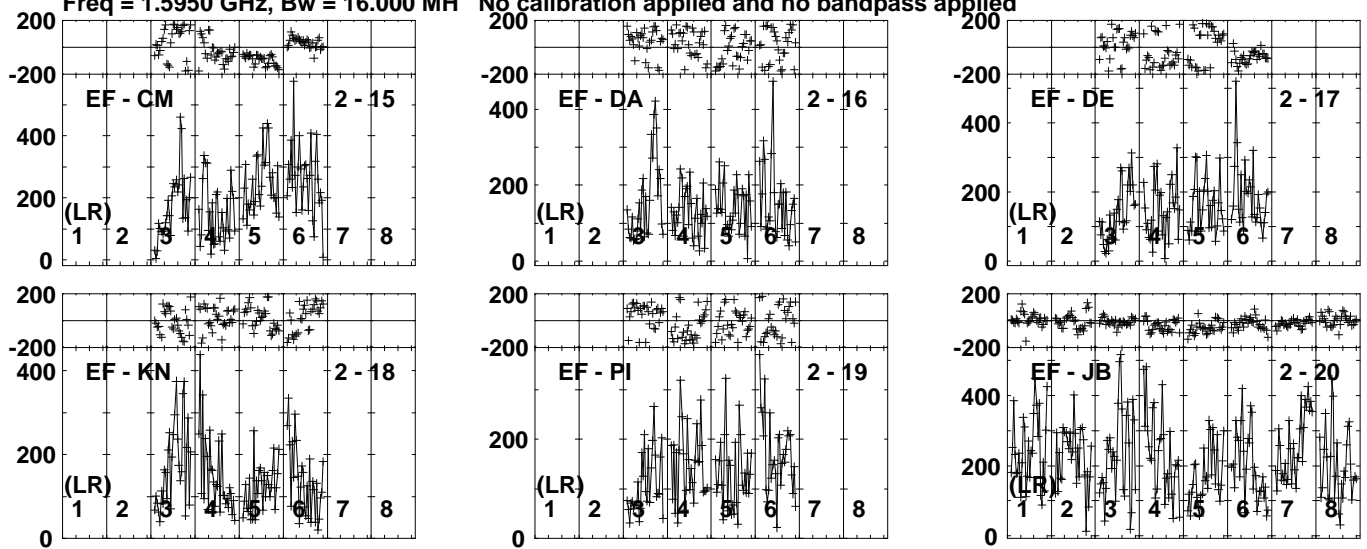 Freq = 1.5950 GHz, Bw = 16.000 MH No calibration applied and no bandpass applied
200
-200
EF - CM 2 - 15
400
200
0
(LR)
1 2 3 4 5 6 7 8
200
-200
EF - DA 2 - 16
400
200
0
(LR)
1 2 3 4 5 6 7 8
200
-200
EF - DE 2 - 17
400
200
0
(LR)
1 2 3 4 5 6 7 8
200
-200
EF - KN 2 - 18
400
200
0
(LR)
1 2 3 4 5 6 7 8
200
-200
EF - PI 2 - 19
200
0
(LR)
1 2 3 4 5 6 7 8
200
-200
EF - JB 2 - 20
400
200
0
(LR)
1 2 3 4 5 6 7 8